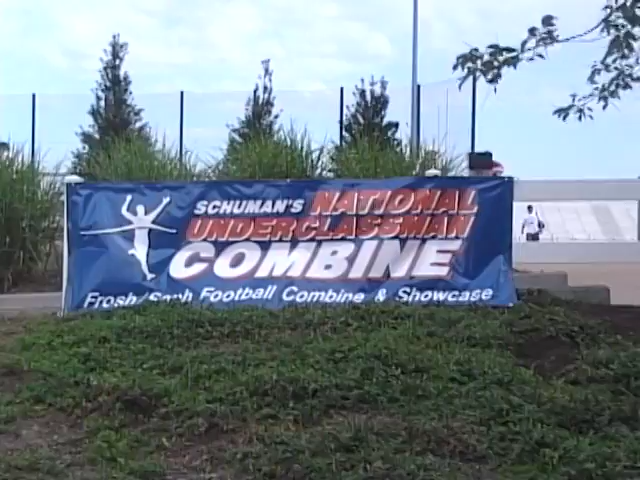 SCHUMAN'S NATIONAL
UNDERCLASSMAN
COMBINE
Frosh/Soph Football Combine & Showcase